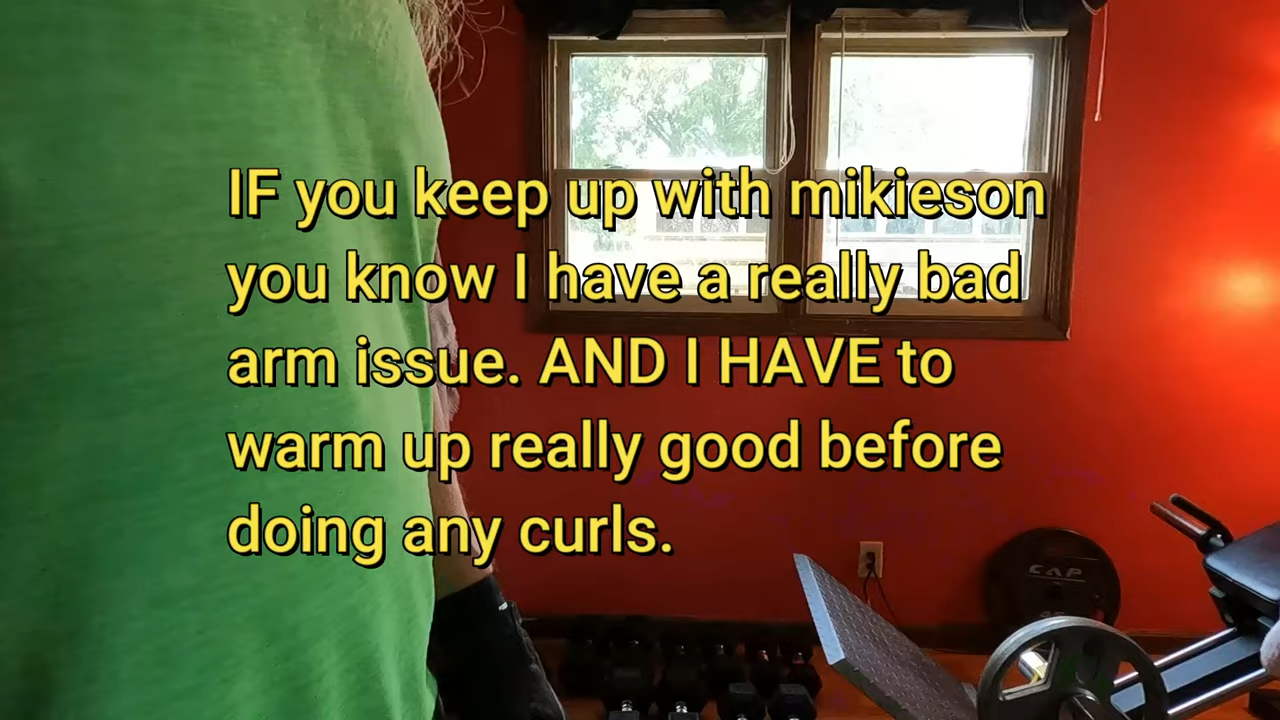 IF you keep up with mikieson
you know I have a really bad
arm issue. AND I HAVE to
warm up really good before
doing any curls.
CAP